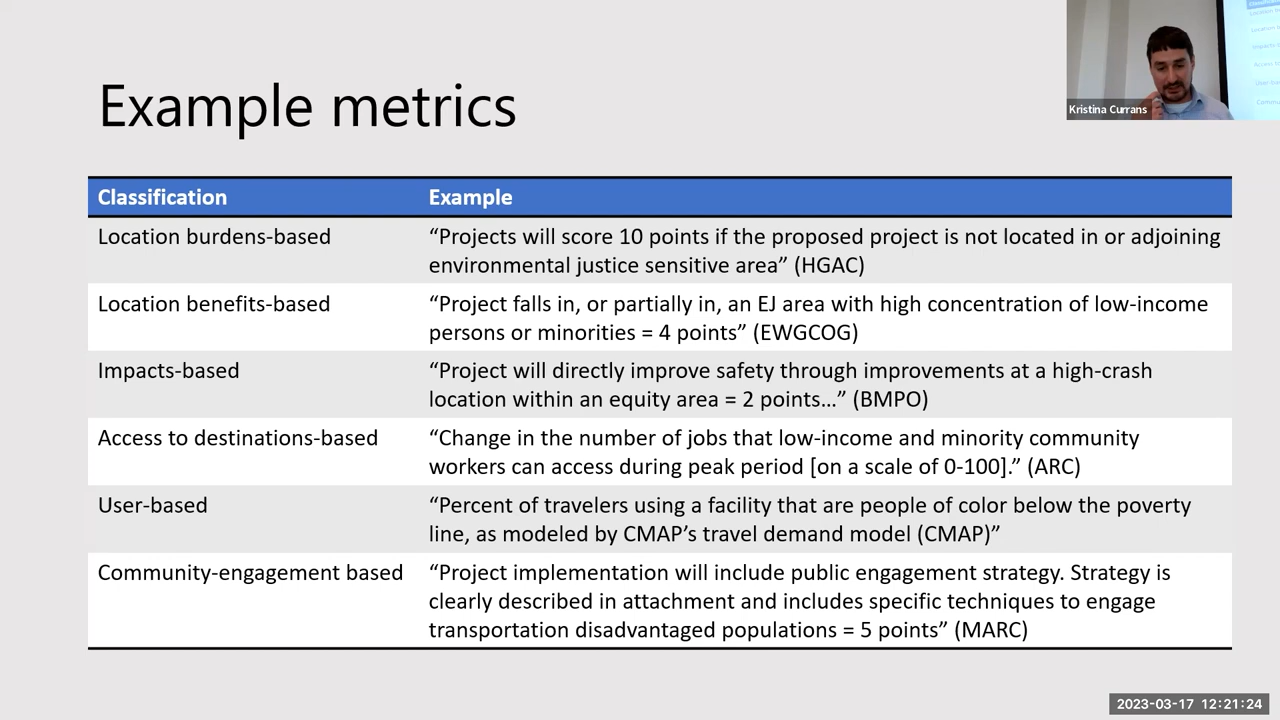 Example metrics
Kristina Currans
Classification Example
Location burdens-based
“Projects will score 10 points if the proposed project is not located in or adjoining
environmental justice sensitive area” (HGAC)
Location benefits-based
“Project falls in, or partially in, an EJ area with high concentration of low-income
persons or minorities = 4 points” (EWGCOG)
Impacts-based
“Project will directly improve safety through improvements at a high-crash
location within an equity area = 2 points…” (BMPO)
Access to destinations-based
“Change in the number of jobs that low-income and minority community
workers can access during peak period [on a scale of 0-100].” (ARC)
User-based
“Percent of travelers using a facility that are people of color below the poverty
line, as modeled by CMAP’s travel demand model (CMAP)”
Community-engagement based
“Project implementation will include public engagement strategy. Strategy is
clearly described in attachment and includes specific techniques to engage
transportation disadvantaged populations = 5 points” (MARC)
2023-03-17 12:21:24